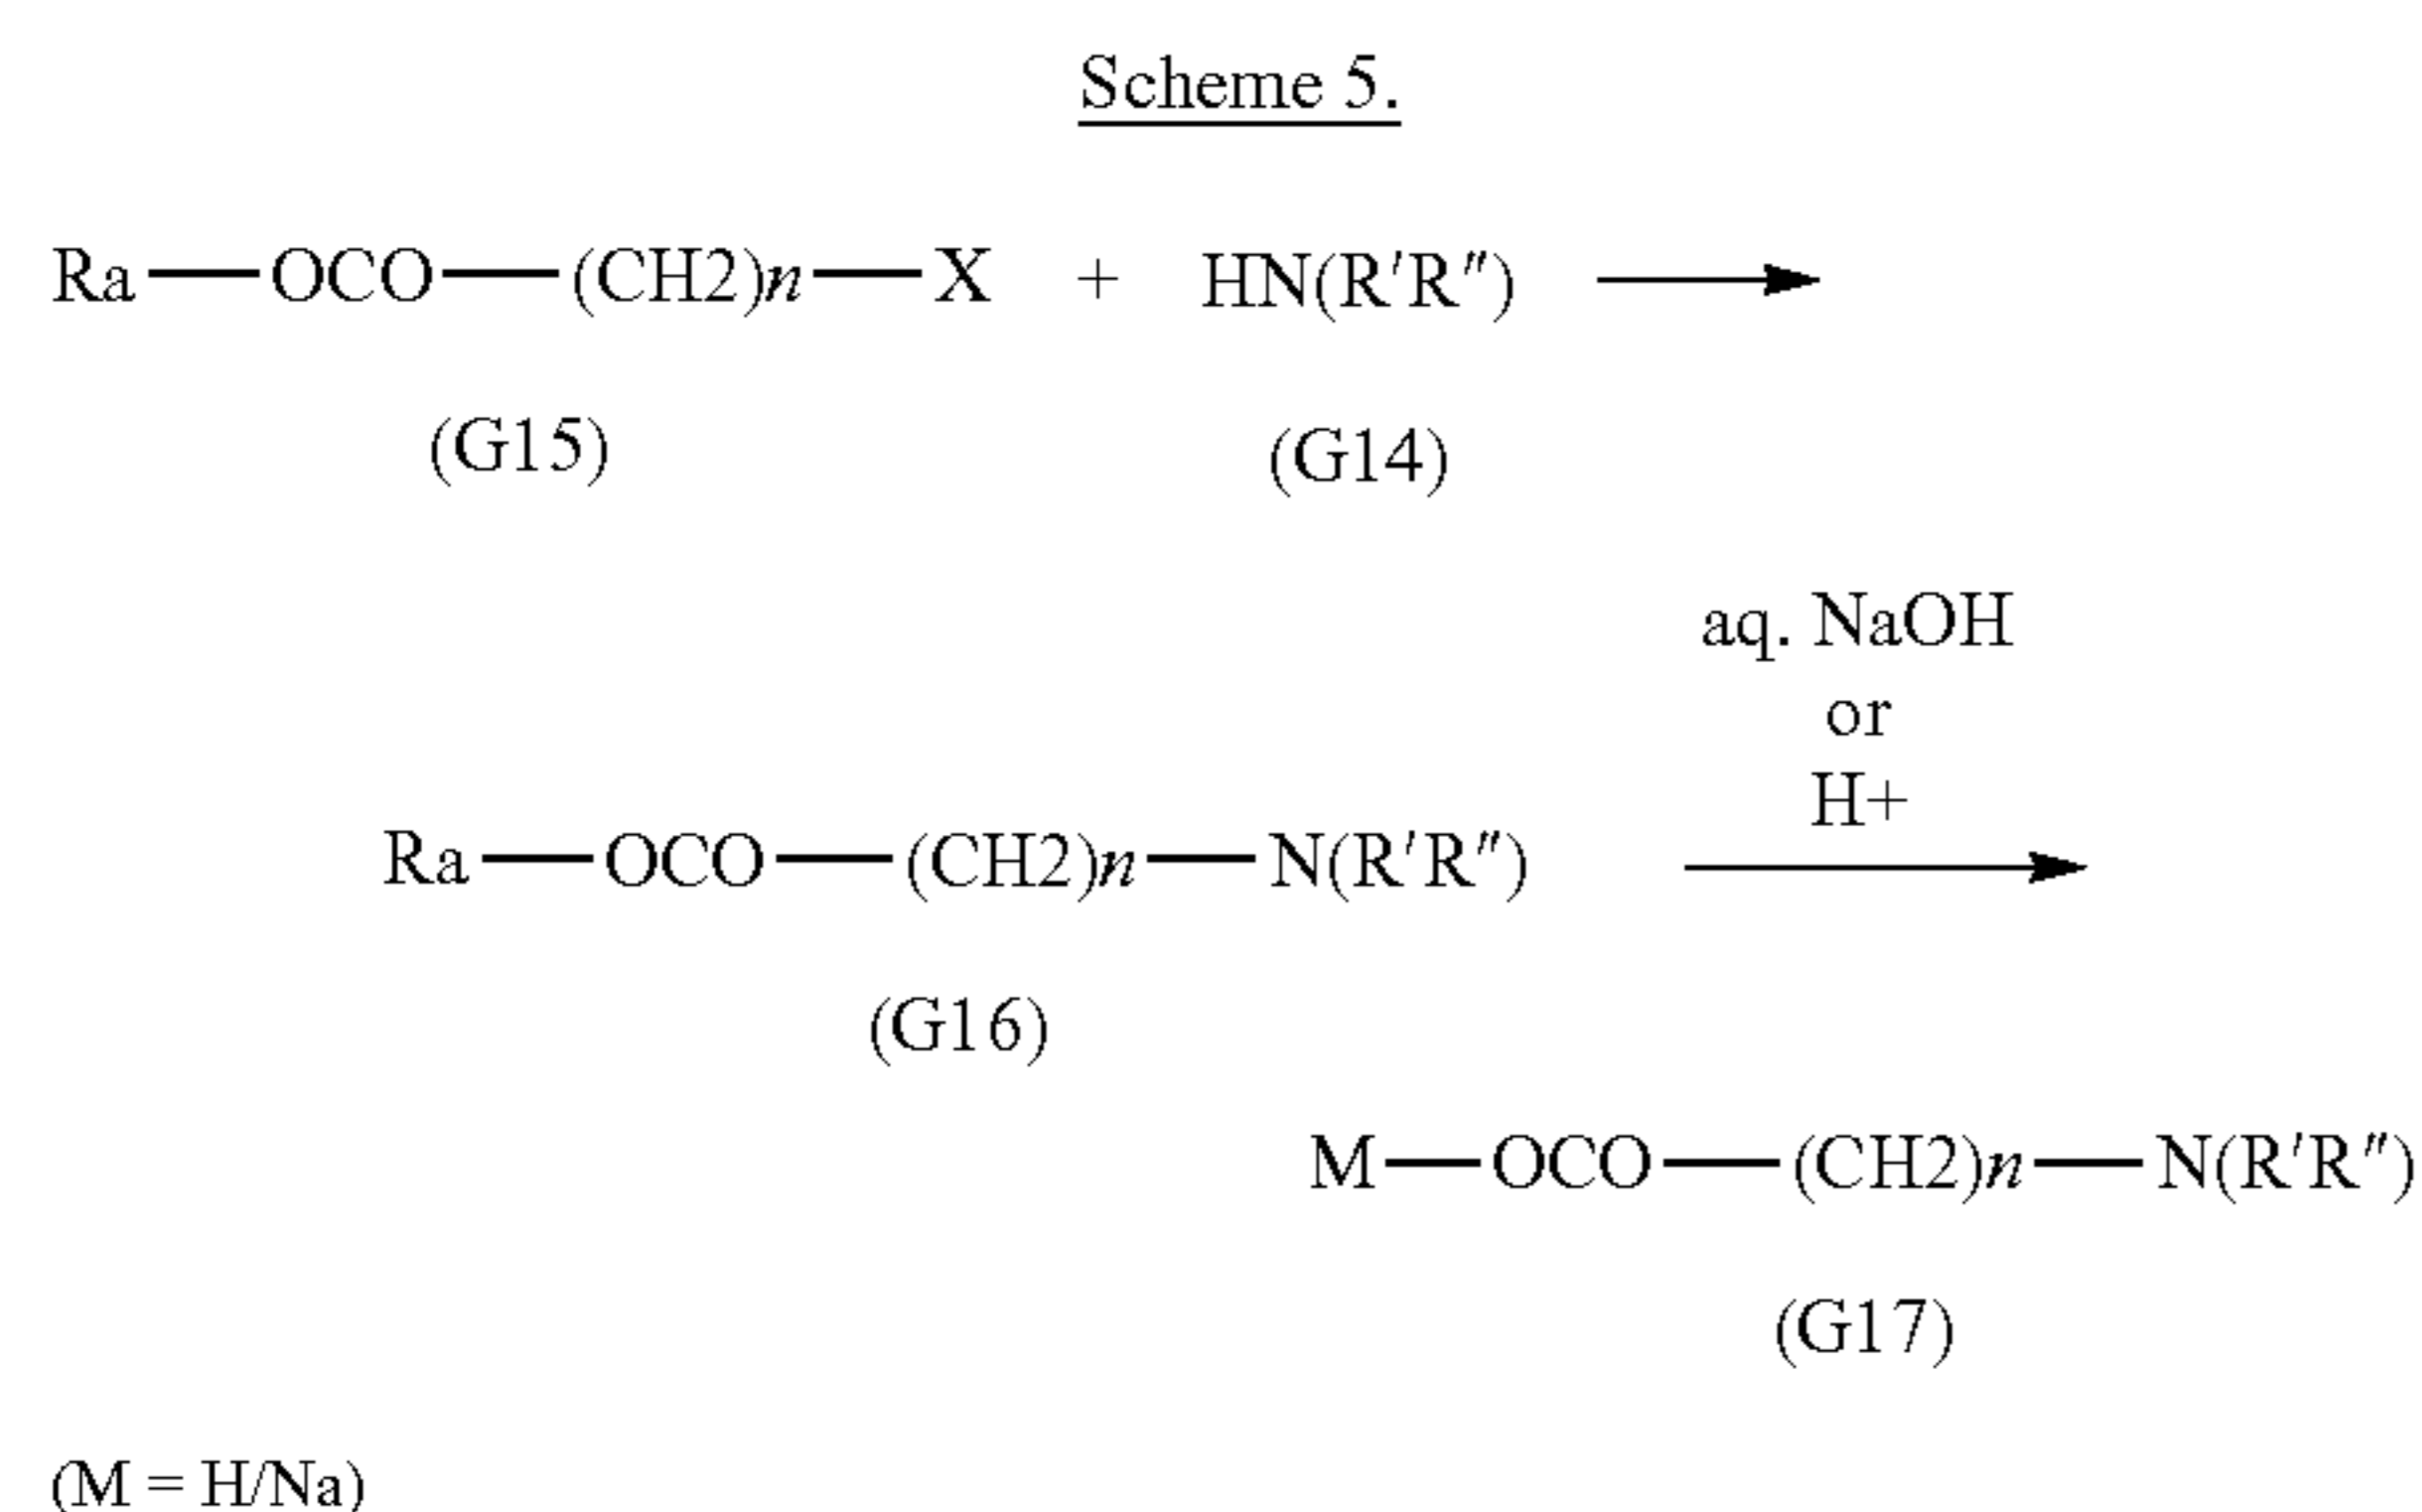 Scheme 5.
Ra—OCO—(CH2)n—X + HN(R′R″)
(G15) (G14)
aq. NaOH
or
H+
Ra—OCO—(CH2)n—N(R′R″)
(G16)
M—OCO—(CH2)n—N(R′R″)
(G17)
(M = H/Na)